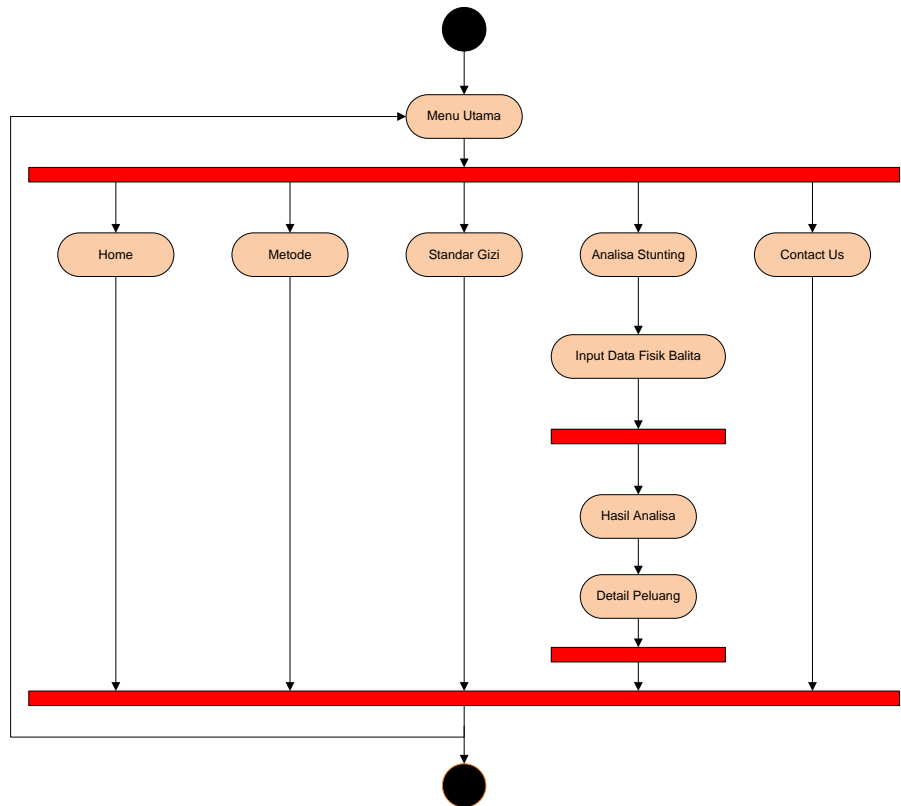 Menu Utama
Home
Metode
Standar Gizi
Analisa Stunting
Contact Us
Input Data Fisik Balita
Hasil Analisa
Detail Peluang